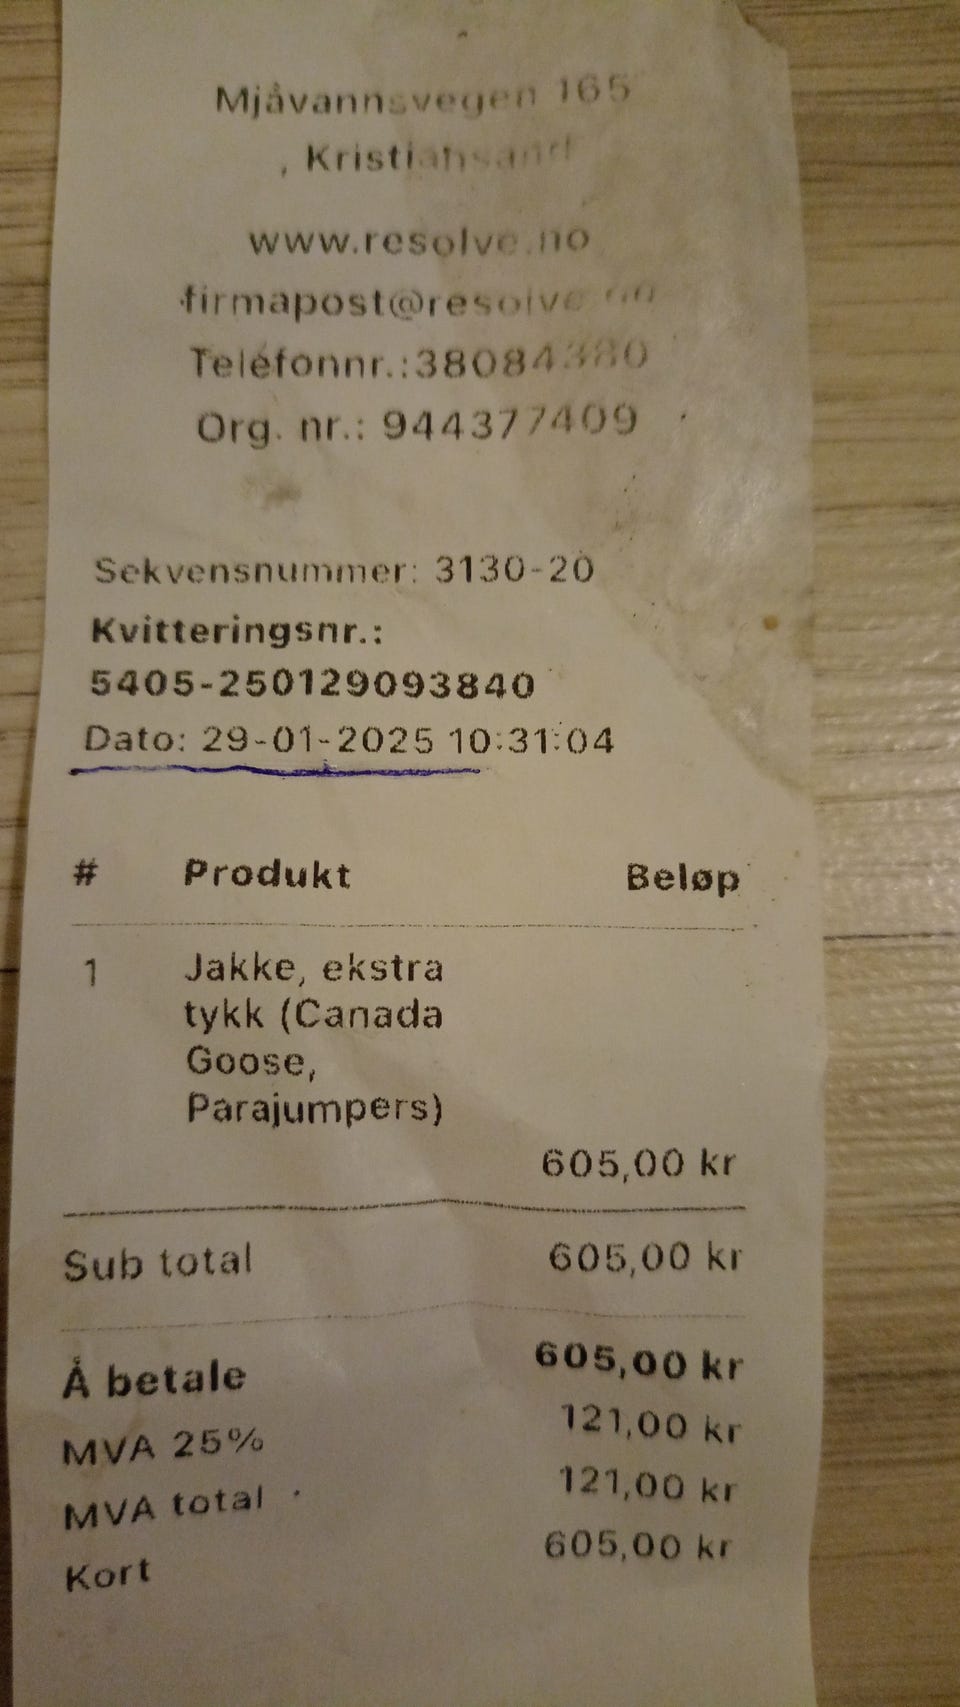 Mjåvannsvegen 165
, Kristiansand
www.resolve.no
firmapost@resolve.no
Telefonnr.:38084380
Org. nr.: 944377409
Sekvensnummer: 3130-20
Kvitteringsnr.:
5405-250129093840
Dato: 29-01-2025 10:31:04
# Produkt Beløp
1 Jakke, ekstra
tykk (Canada
Goose,
Parajumpers)
605,00 kr
Sub total 605,00 kr
Å betale 605,00 kr
MVA 25% 121,00 kr
MVA total 121,00 kr
Kort 605,00 kr